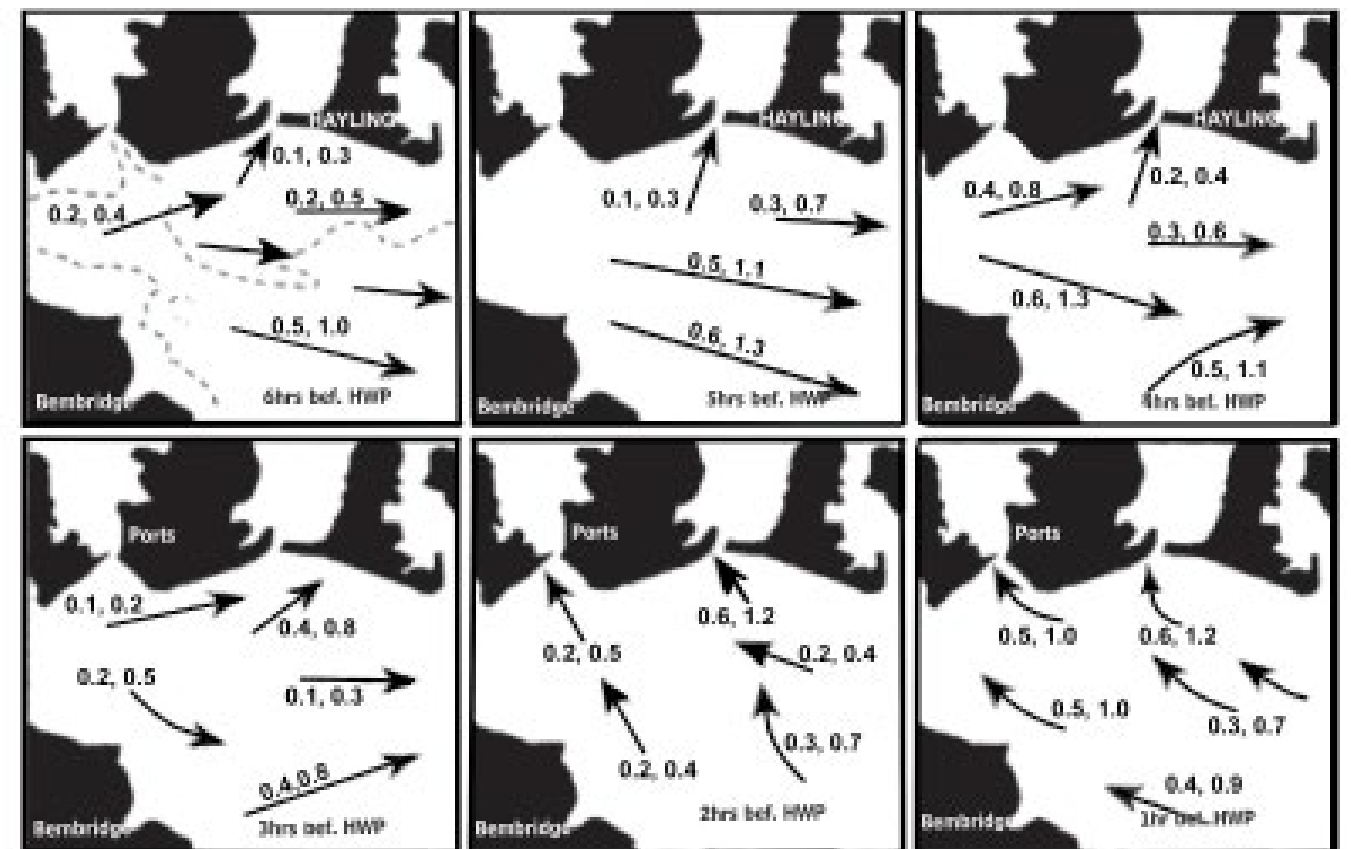 HAYLING
0.1, 0.3
0.2, 0.5
0.2, 0.4
0.5, 1.0
Bembridge
6hrs bef. HWP
HAYLING
0.1, 0.3
0.3, 0.7
0.5, 1.1
0.6, 1.3
Bembridge
5hrs bef. HWP
HAYLING
0.2, 0.4
0.4, 0.8
0.3, 0.6
0.6, 1.3
0.5, 1.1
Bembridge
4hrs bef. HWP
Ports
0.1, 0.2
0.4, 0.8
0.2, 0.5
0.1, 0.3
0.4,0.8
Bembridge
3hrs bef. HWP
Ports
0.6, 1.2
0.2, 0.5
0.2, 0.4
0.3, 0.7
0.2, 0.4
Bembridge
2hrs bef. HWP
Ports
0.5, 1.0
0.6, 1.2
0.5, 1.0
0.3, 0.7
0.4, 0.9
Bembridge
1hr bef. HWP